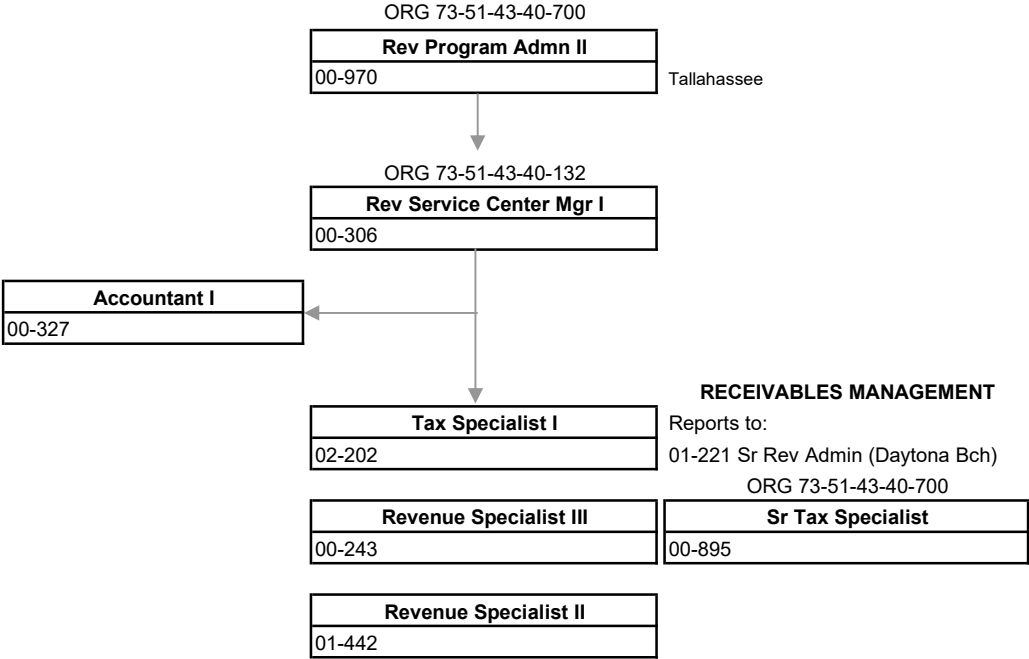 ORG 73-51-43-40-700
Rev Program Admn II
00-970
Tallahassee
ORG 73-51-43-40-132
Rev Service Center Mgr I
00-306
Accountant I
00-327
RECEIVABLES MANAGEMENT
Tax Specialist I
Reports to:
02-202
01-221 Sr Rev Admin (Daytona Bch)
ORG 73-51-43-40-700
Revenue Specialist III
Sr Tax Specialist
00-243
00-895
Revenue Specialist II
01-442